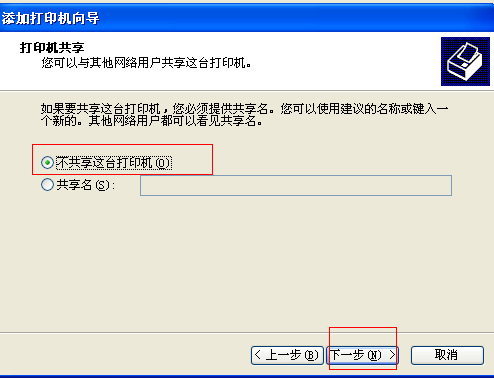 添加打印机向导
打印机共享
您可以与其他网络用户共享这台打印机。
如果要共享这台打印机，您必须提供共享名。您可以使用建议的名称或键入一
个新的。其他网络用户都可以看见共享名。
不共享这台打印机(O)
共享名(S):
< 上一步(B) 下一步(N) > 取消